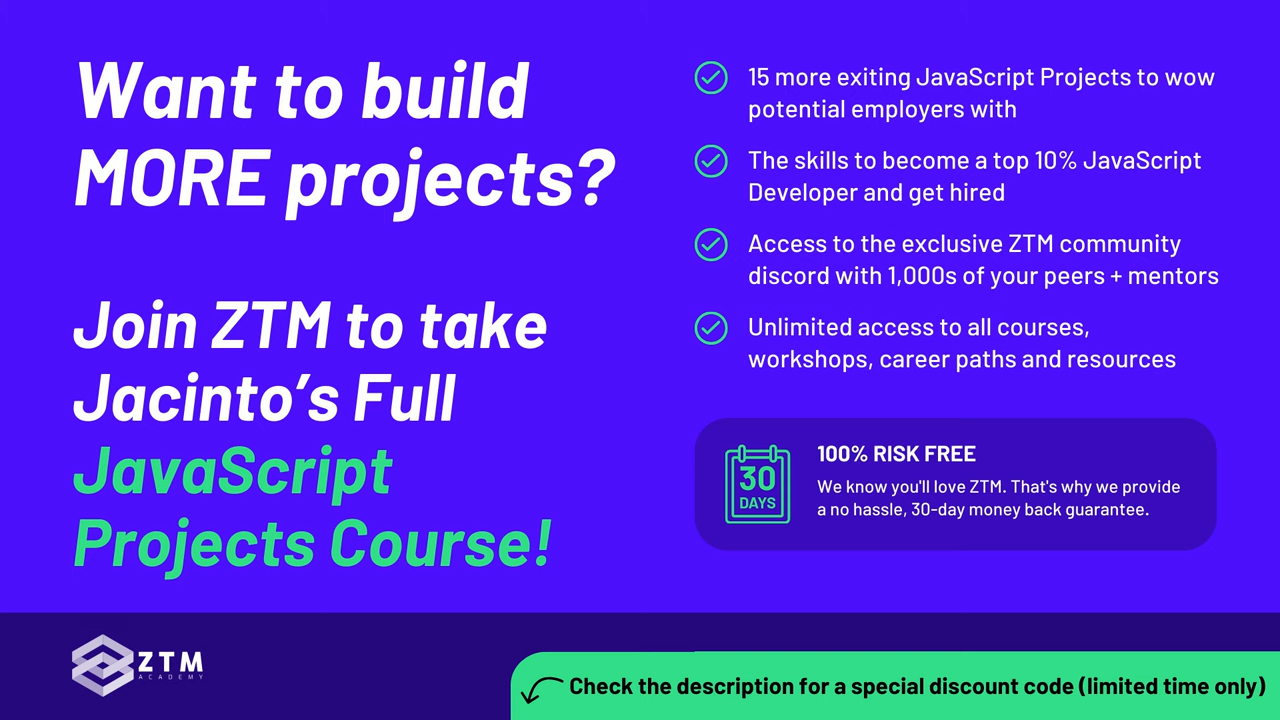 Want to build
MORE projects?
Join ZTM to take
Jacinto’s Full
JavaScript
Projects Course!
15 more exiting JavaScript Projects to wow
potential employers with
The skills to become a top 10% JavaScript
Developer and get hired
Access to the exclusive ZTM community
discord with 1,000s of your peers + mentors
Unlimited access to all courses,
workshops, career paths and resources
30
DAYS
100% RISK FREE
We know you'll love ZTM. That's why we provide
a no hassle, 30-day money back guarantee.
ZTM
ACADEMY
Check the description for a special discount code (limited time only)